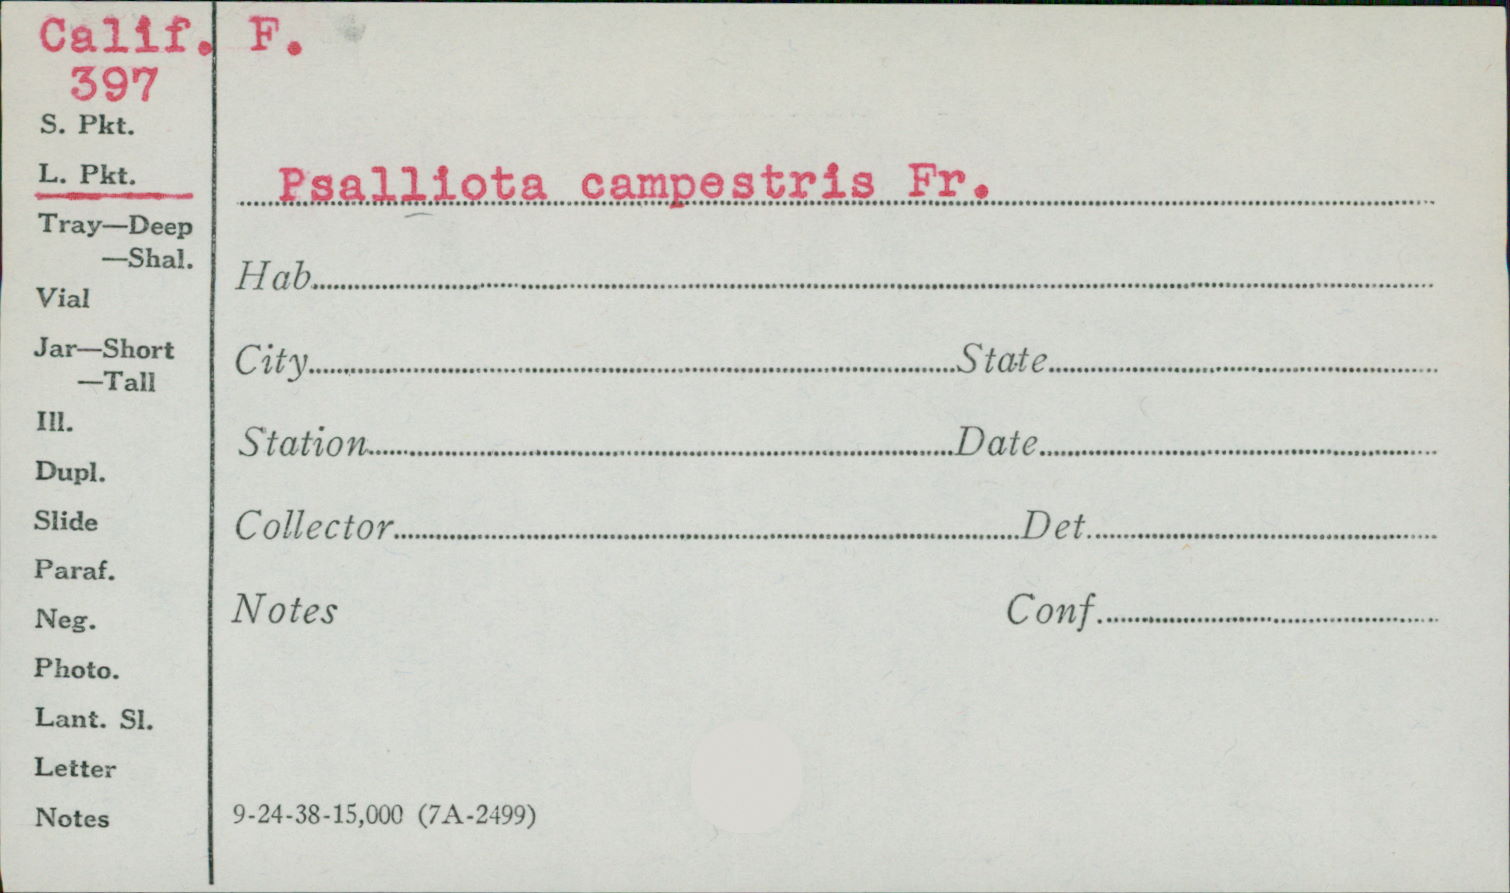 Calif. F.
397
S. Pkt.
L. Pkt.
Tray—Deep
—Shal.
Vial
Jar—Short
—Tall
Ill.
Dupl.
Slide
Paraf.
Neg.
Photo.
Lant. Sl.
Letter
Notes
Psalliota campestris Fr.
Hab.
City State
Station Date
Collector Det.
Notes Conf.
9-24-38-15,000 (7A-2499)